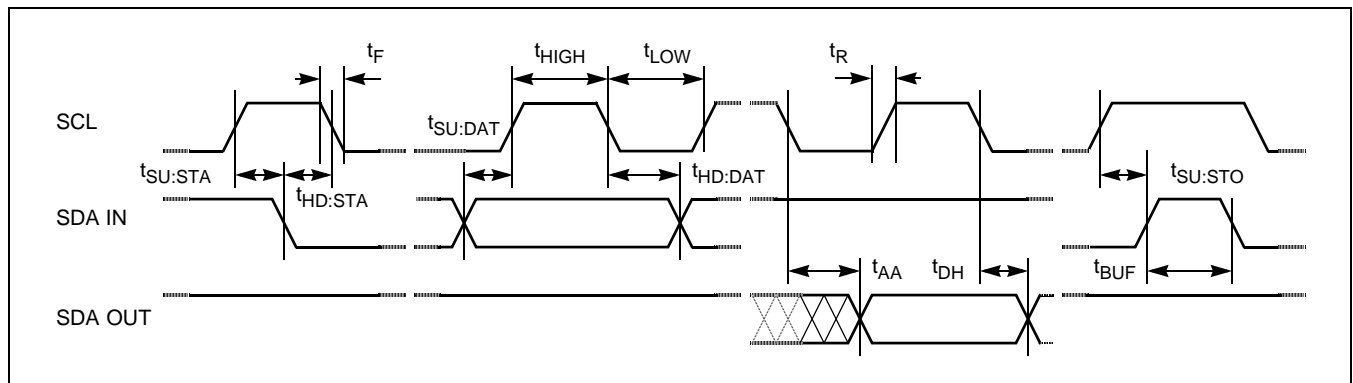 tF
tHIGH
tLOW
tR
SCL
tSU:DAT
tSU:STA
tHD:STA
tHD:DAT
tSU:STO
SDA IN
tAA
tDH
tBUF
SDA OUT